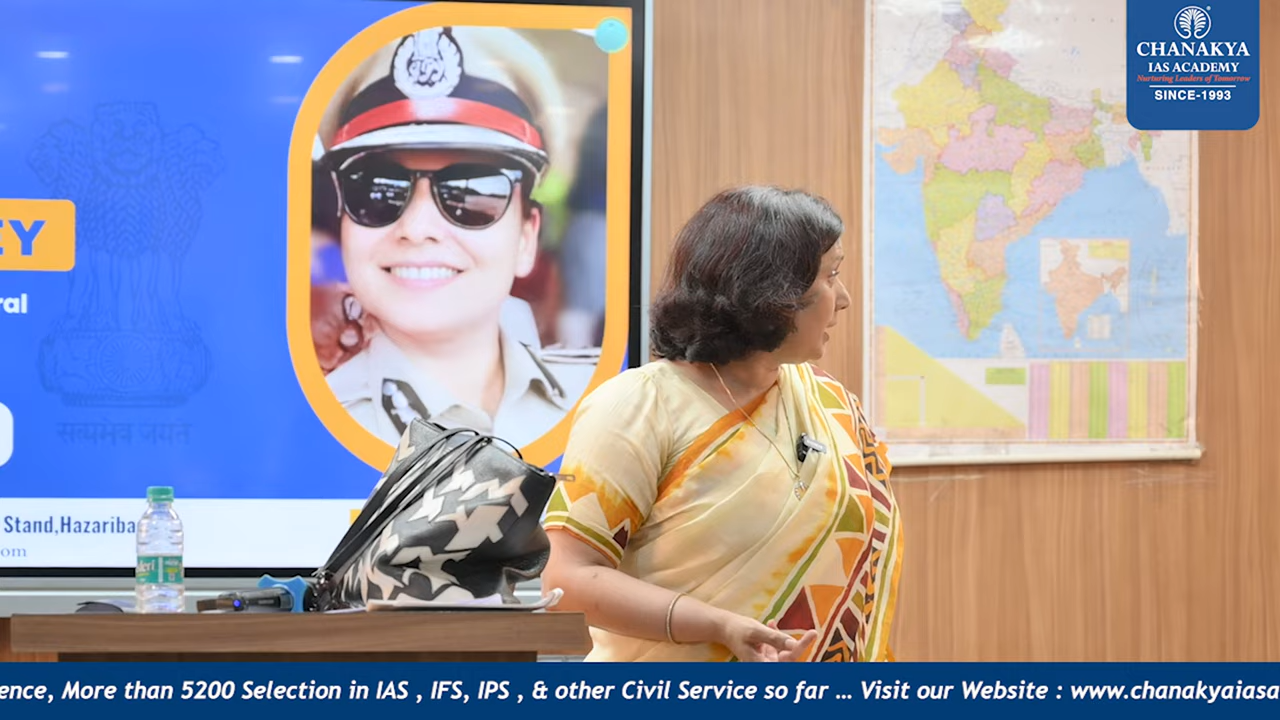 CHANAKYA
IAS ACADEMY
Nurturing Leaders of Tomorrow
SINCE-1993
EY
ral
सत्यमेव जयते
Stand,Hazariba
om
ence, More than 5200 Selection in IAS , IFS, IPS , & other Civil Service so far ... Visit our Website : www.chanakyaiasa